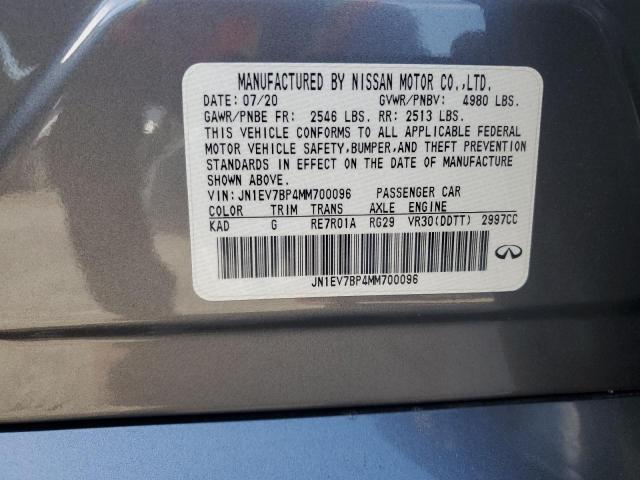 MANUFACTURED BY NISSAN MOTOR CO.,LTD.
DATE: 07/20 GVWR/PNBV: 4980 LBS.
GAWR/PNBE FR: 2546 LBS. RR: 2513 LBS.
THIS VEHICLE CONFORMS TO ALL APPLICABLE FEDERAL
MOTOR VEHICLE SAFETY,BUMPER,AND THEFT PREVENTION
STANDARDS IN EFFECT ON THE DATE OF MANUFACTURE
SHOWN ABOVE.
VIN: JN1EV7BP4MM700096 PASSENGER CAR
COLOR TRIM TRANS AXLE ENGINE
KAD G RE7R01A RG29 VR30(DDTT) 2997CC
JN1EV7BP4MM700096